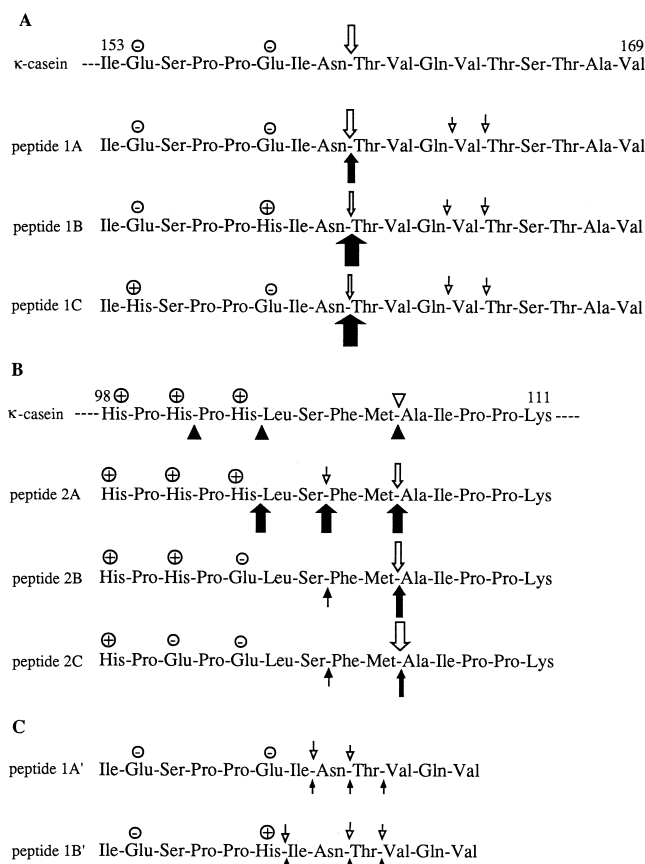 A
153 ⊖ ⊖ 169
κ-casein ---Ile-Glu-Ser-Pro-Pro-Glu-Ile-Asn-Thr-Val-Gln-Val-Thr-Ser-Thr-Ala-Val
⊖ ⊖
peptide 1A Ile-Glu-Ser-Pro-Pro-Glu-Ile-Asn-Thr-Val-Gln-Val-Thr-Ser-Thr-Ala-Val
⊖ ⊕
peptide 1B Ile-Glu-Ser-Pro-Pro-His-Ile-Asn-Thr-Val-Gln-Val-Thr-Ser-Thr-Ala-Val
⊕ ⊖
peptide 1C Ile-His-Ser-Pro-Pro-Glu-Ile-Asn-Thr-Val-Gln-Val-Thr-Ser-Thr-Ala-Val
B
98 ⊕ ⊕ ⊕ 111
κ-casein ----His-Pro-His-Pro-His-Leu-Ser-Phe-Met-Ala-Ile-Pro-Pro-Lys----
⊕ ⊕ ⊕
peptide 2A His-Pro-His-Pro-His-Leu-Ser-Phe-Met-Ala-Ile-Pro-Pro-Lys
⊕ ⊕ ⊖
peptide 2B His-Pro-His-Pro-Glu-Leu-Ser-Phe-Met-Ala-Ile-Pro-Pro-Lys
⊕ ⊖ ⊖
peptide 2C His-Pro-Glu-Pro-Glu-Leu-Ser-Phe-Met-Ala-Ile-Pro-Pro-Lys
C
⊖ ⊖
peptide 1A' Ile-Glu-Ser-Pro-Pro-Glu-Ile-Asn-Thr-Val-Gln-Val
⊖ ⊕
peptide 1B' Ile-Glu-Ser-Pro-Pro-His-Ile-Asn-Thr-Val-Gln-Val